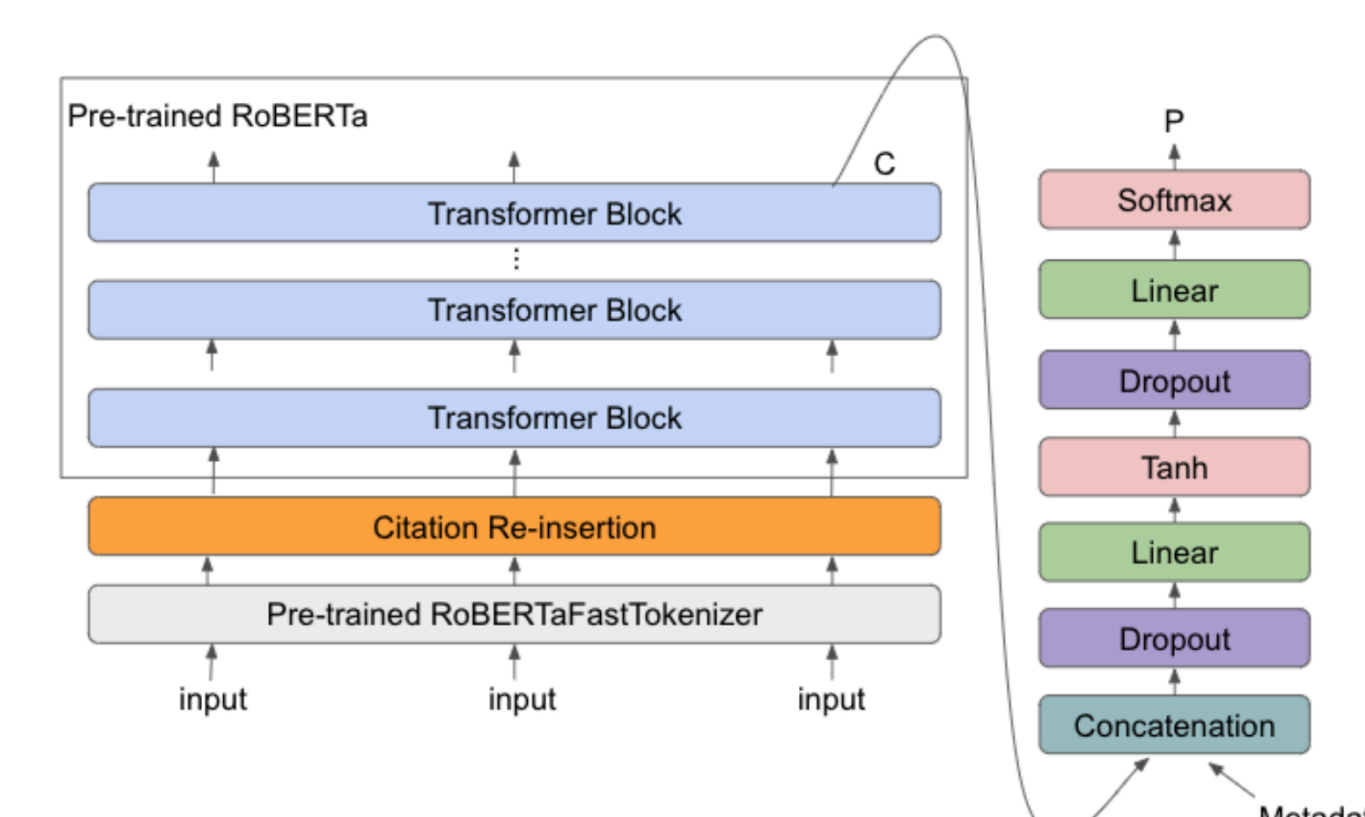 Pre-trained RoBERTa
C
Transformer Block
⋮
Transformer Block
Transformer Block
Citation Re-insertion
Pre-trained RoBERTaFastTokenizer
input input input
P
Softmax
Linear
Dropout
Tanh
Linear
Dropout
Concatenation